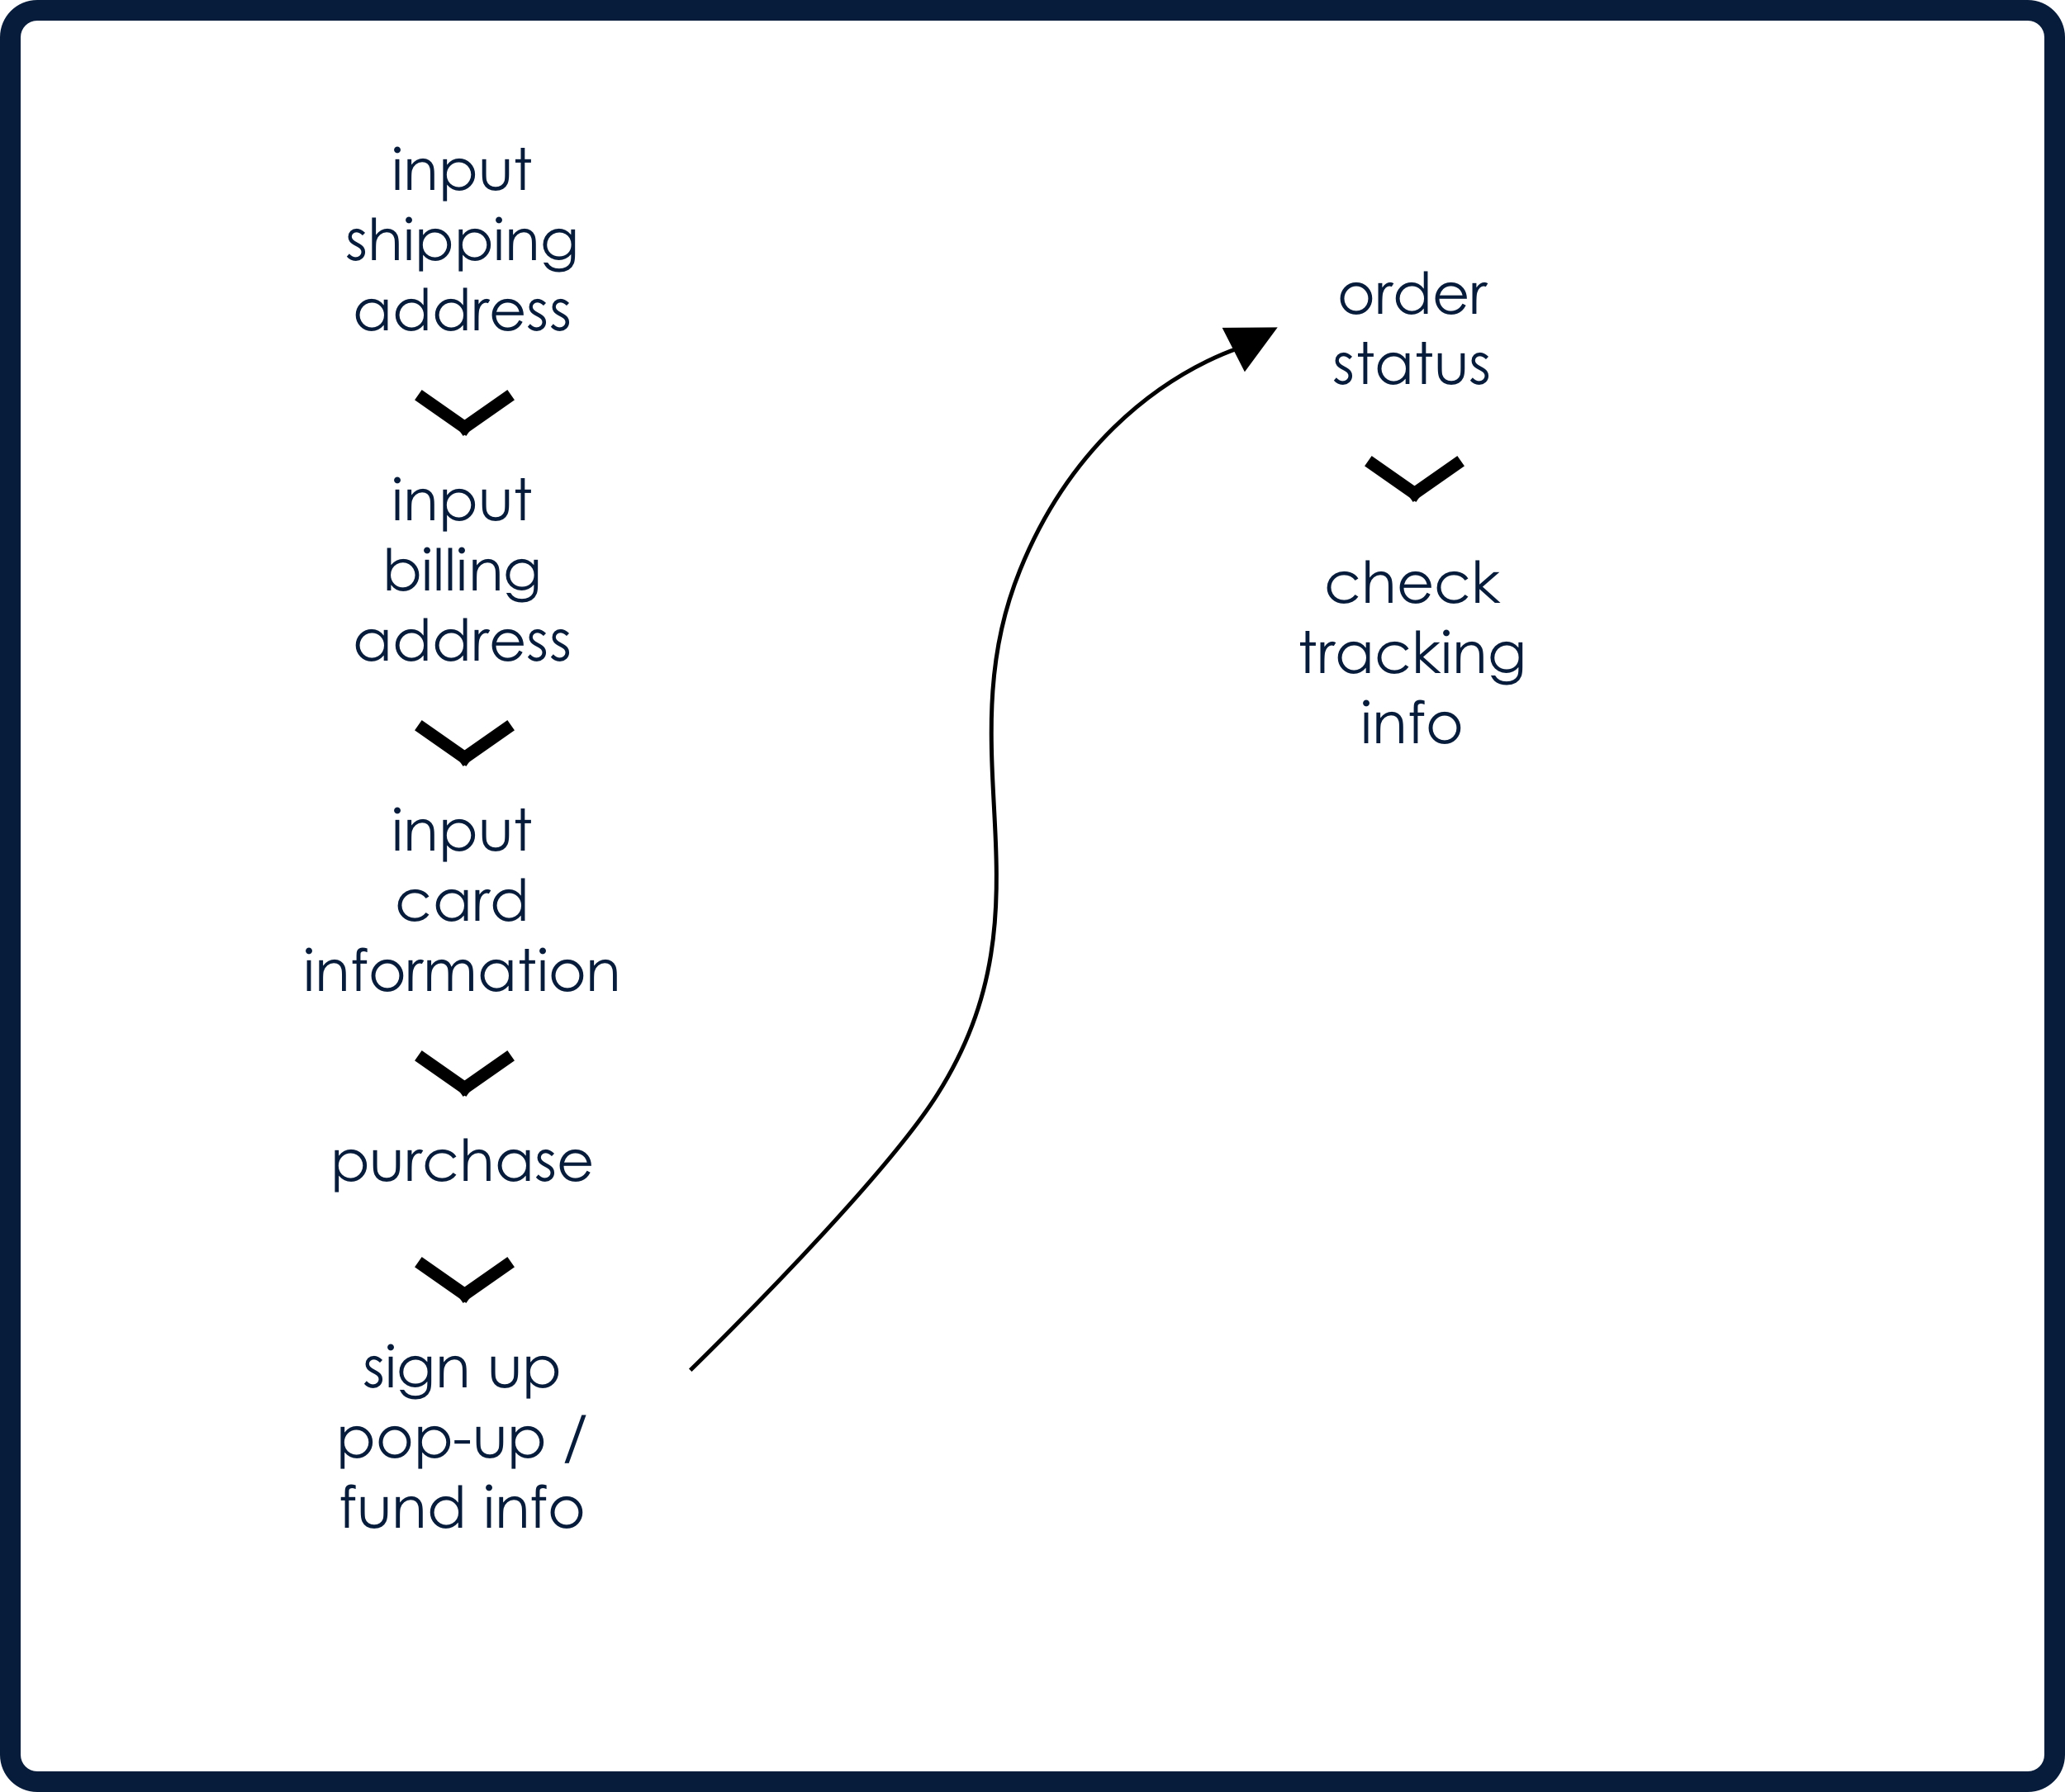 input
shipping
address
input
billing
address
input
card
information
purchase
sign up
pop-up /
fund info
order
status
check
tracking
info